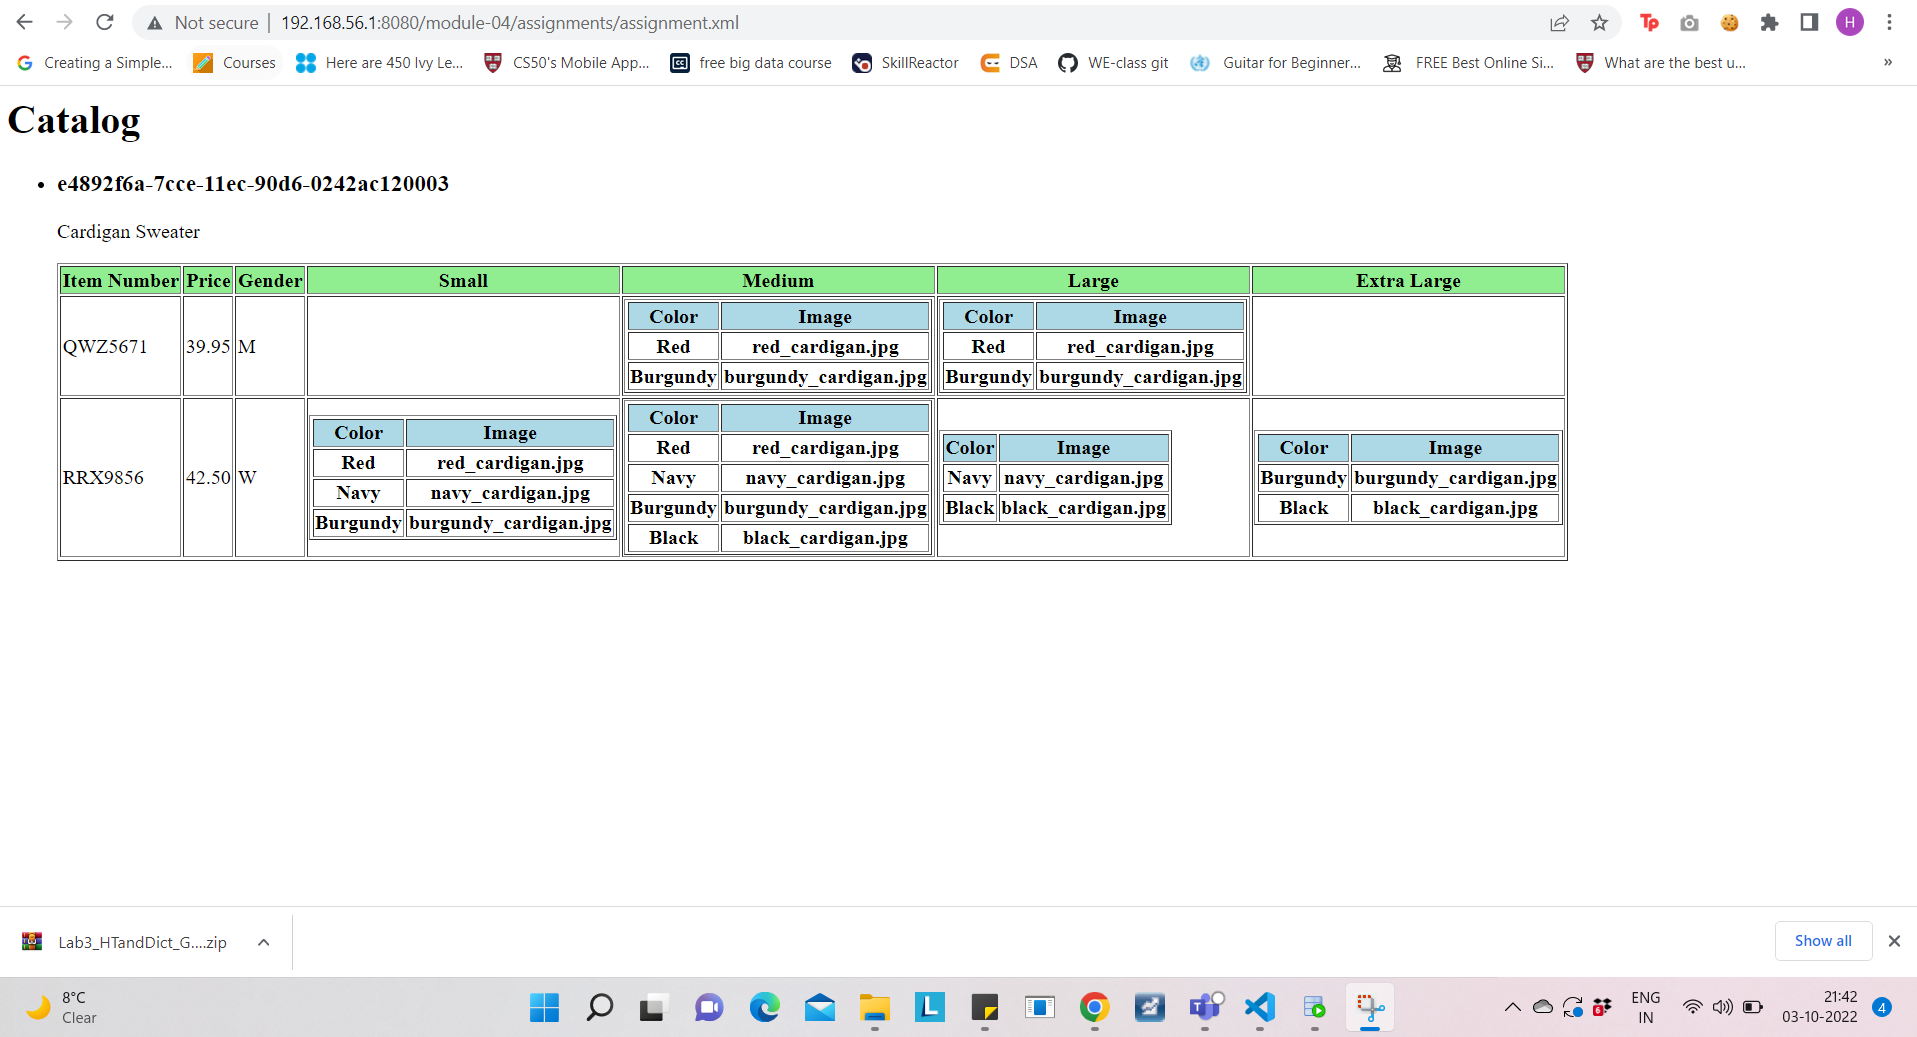 Not secure | 192.168.56.1:8080/module-04/assignments/assignment.xml
H
Creating a Simple... Courses Here are 450 Ivy Le... CS50's Mobile App... free big data course SkillReactor DSA WE-class git Guitar for Beginner... FREE Best Online Si... What are the best u... »
Catalog
• e4892f6a-7cce-11ec-90d6-0242ac120003
Cardigan Sweater
Item Number Price Gender Small Medium Large Extra Large
QWZ5671 39.95 M
Color Image
Red red_cardigan.jpg
Burgundy burgundy_cardigan.jpg
Color Image
Red red_cardigan.jpg
Burgundy burgundy_cardigan.jpg
RRX9856 42.50 W
Color Image
Red red_cardigan.jpg
Navy navy_cardigan.jpg
Burgundy burgundy_cardigan.jpg
Color Image
Red red_cardigan.jpg
Navy navy_cardigan.jpg
Burgundy burgundy_cardigan.jpg
Black black_cardigan.jpg
Color Image
Navy navy_cardigan.jpg
Black black_cardigan.jpg
Color Image
Burgundy burgundy_cardigan.jpg
Black black_cardigan.jpg
Lab3_HTandDict_G....zip
Show all
8°C
Clear
ENG
IN
21:42
03-10-2022
4